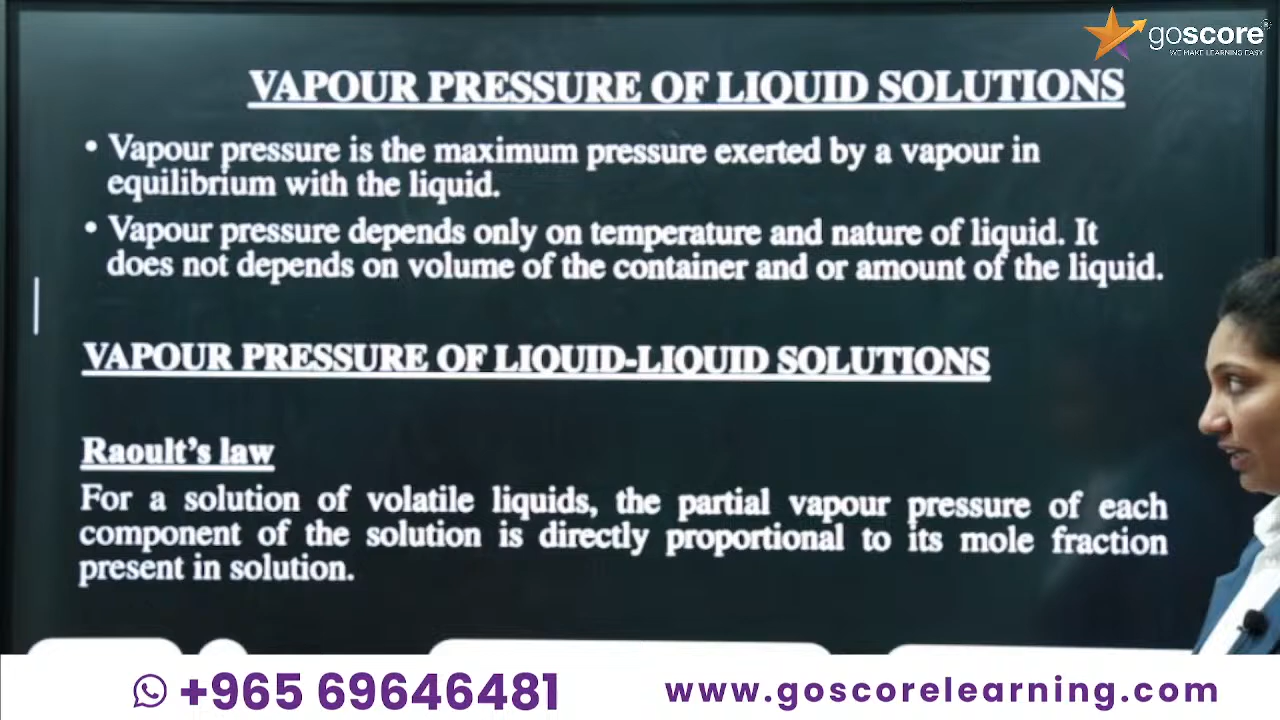 goscore
WE MAKE LEARNING EASY
VAPOUR PRESSURE OF LIQUID SOLUTIONS
• Vapour pressure is the maximum pressure exerted by a vapour in
equilibrium with the liquid.
• Vapour pressure depends only on temperature and nature of liquid. It
does not depends on volume of the container and or amount of the liquid.
VAPOUR PRESSURE OF LIQUID-LIQUID SOLUTIONS
Raoult's law
For a solution of volatile liquids, the partial vapour pressure of each
component of the solution is directly proportional to its mole fraction
present in solution.
+965 69646481
www.goscorelearning.com